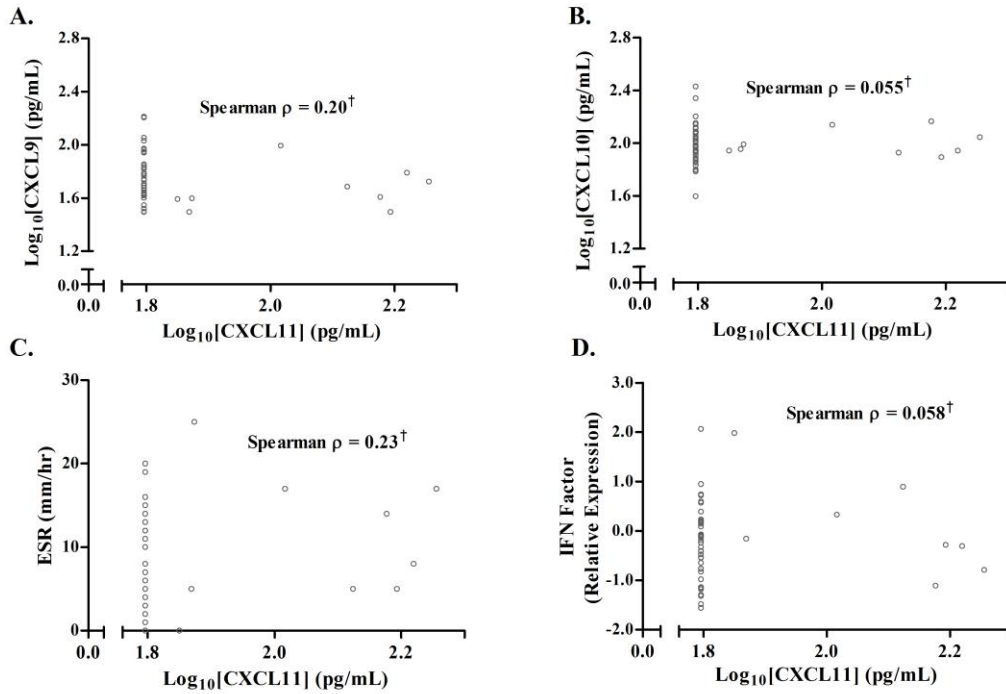 A.
2.8
2.4
2.0
1.6
1.2
0.0
Log₁₀[CXCL9] (pg/mL)
Spearman ρ = 0.20†
0.0 1.8 2.0 2.2
Log₁₀[CXCL11] (pg/mL)
B.
2.8
2.4
2.0
1.6
1.2
0.0
Log₁₀[CXCL10] (pg/mL)
Spearman ρ = 0.055†
0.0 1.8 2.0 2.2
Log₁₀[CXCL11] (pg/mL)
C.
30
20
10
0
ESR (mm/hr)
Spearman ρ = 0.23†
0.0 1.8 2.0 2.2
Log₁₀[CXCL11] (pg/mL)
D.
3.0
2.0
1.0
0.0
-1.0
-2.0
IFN Factor
(Relative Expression)
Spearman ρ = 0.058†
0.0 1.8 2.0 2.2
Log₁₀[CXCL11] (pg/mL)